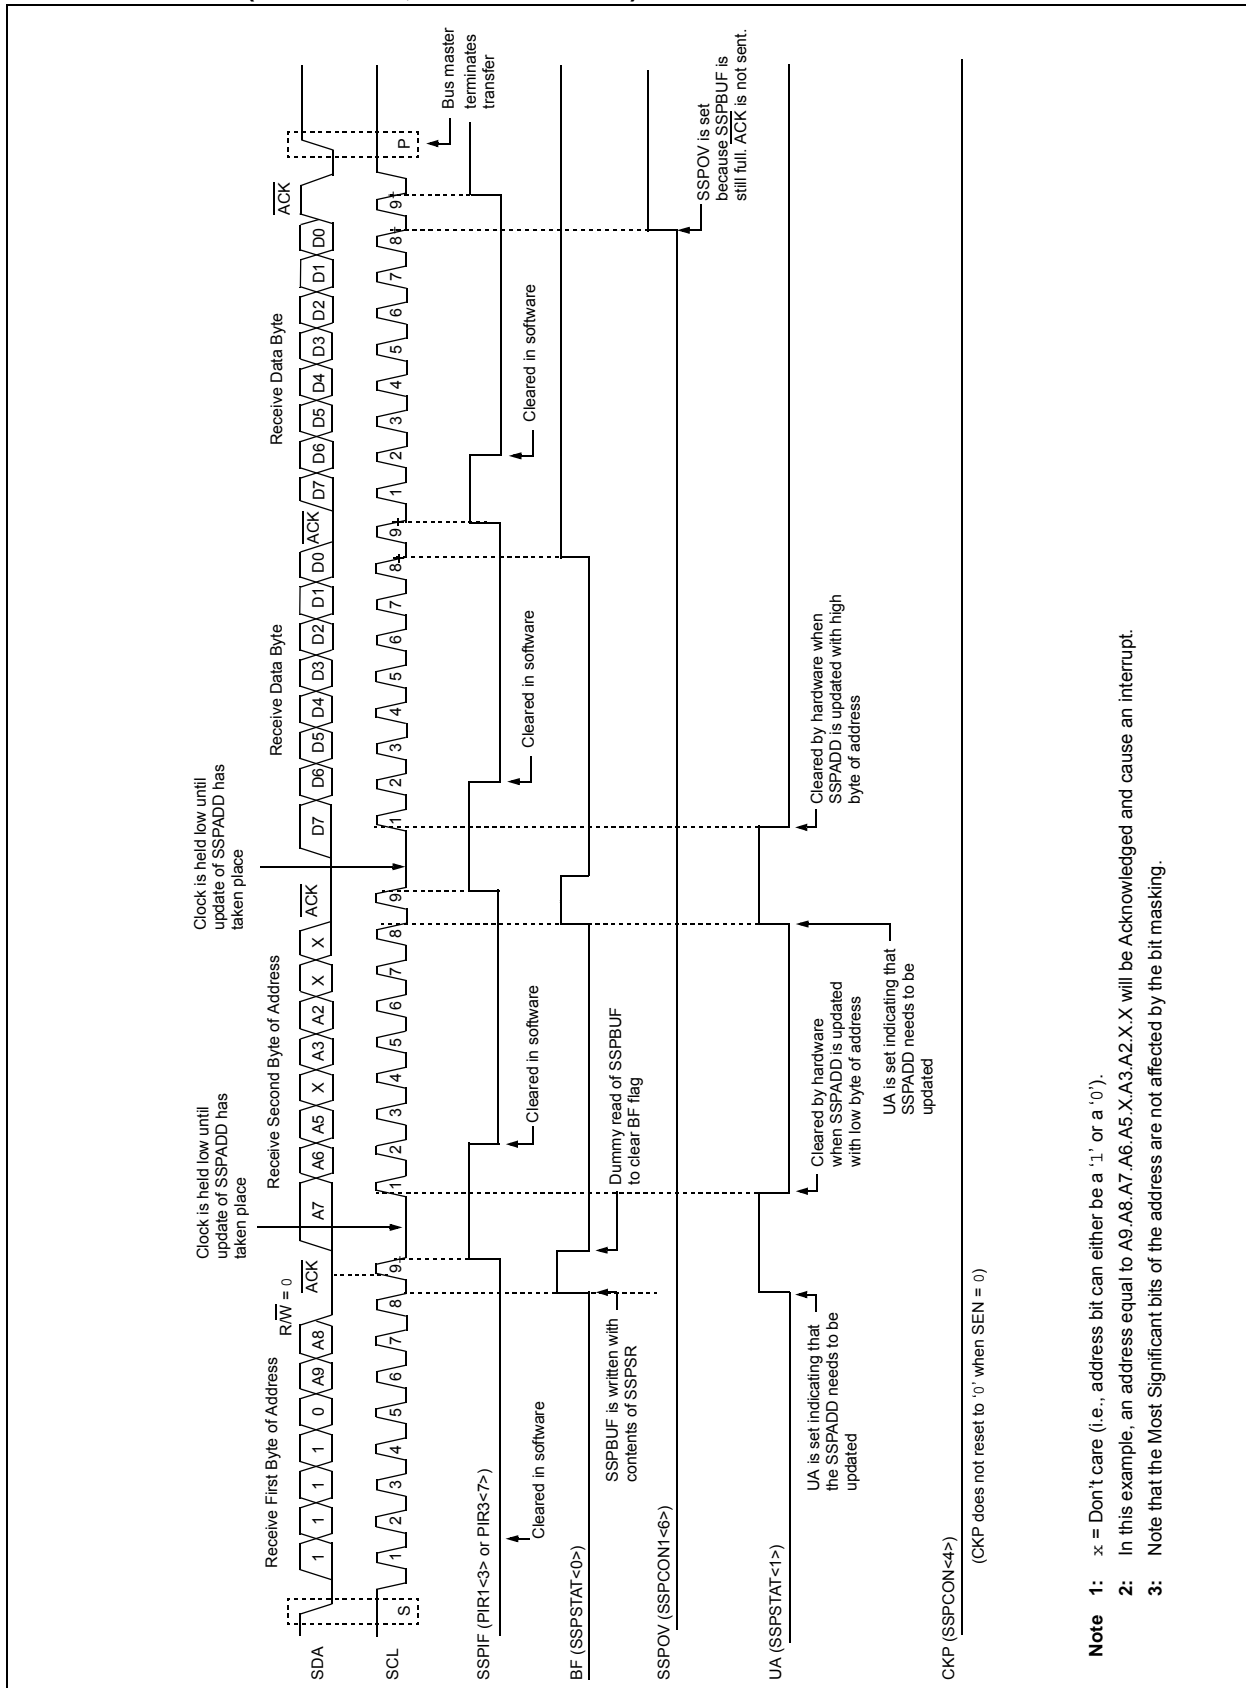 Receive First Byte of Address
R/W = 0
ACK
Clock is held low until
update of SSPADD has
taken place
Receive Second Byte of Address
ACK
Clock is held low until
update of SSPADD has
taken place
Receive Data Byte
ACK
Receive Data Byte
ACK
SDA
1 1 1 1 0 A9 A8
A7 A6 A5 X A3 A2 X X
D7 D6 D5 D4 D3 D2 D1 D0
D7 D6 D5 D4 D3 D2 D1 D0
SCL
S
1 2 3 4 5 6 7 8 9
1 2 3 4 5 6 7 8 9
1 2 3 4 5 6 7 8 9
1 2 3 4 5 6 7 8 9
P
Bus master
terminates
transfer
SSPIF (PIR1<3> or PIR3<7>)
Cleared in software
Cleared in software
Cleared in software
Cleared in software
BF (SSPSTAT<0>)
SSPBUF is written with
contents of SSPSR
Dummy read of SSPBUF
to clear BF flag
SSPOV (SSPCON1<6>)
SSPOV is set
because SSPBUF is
still full. ACK is not sent.
UA (SSPSTAT<1>)
UA is set indicating that
the SSPADD needs to be
updated
Cleared by hardware
when SSPADD is updated
with low byte of address
UA is set indicating that
SSPADD needs to be
updated
Cleared by hardware when
SSPADD is updated with high
byte of address
CKP (SSPCON<4>)
(CKP does not reset to ‘0’ when SEN = 0)
Note 1: x = Don’t care (i.e., address bit can either be a ‘1’ or a ‘0’).
2: In this example, an address equal to A9.A8.A7.A6.A5.X.A3.A2.X.X will be Acknowledged and cause an interrupt.
3: Note that the Most Significant bits of the address are not affected by the bit masking.